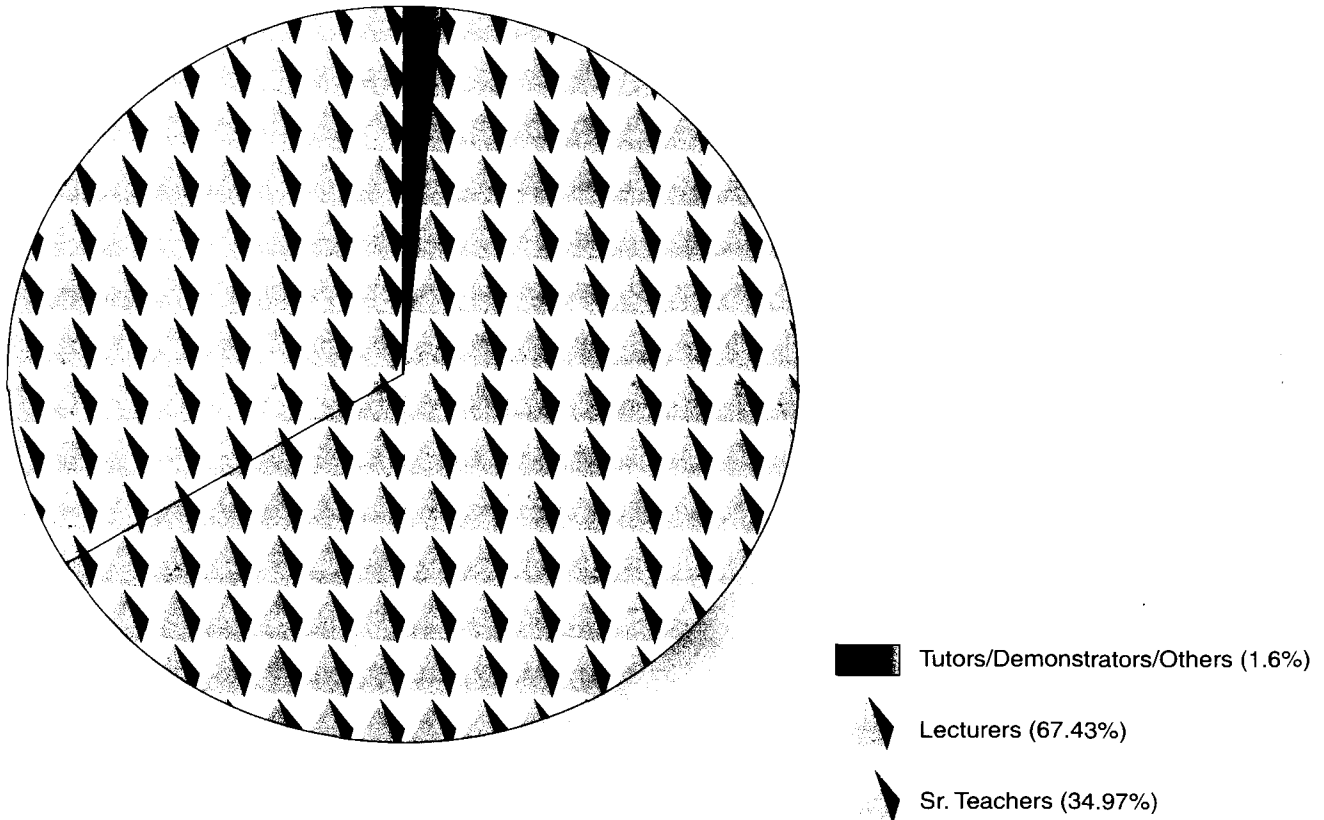 Tutors/Demonstrators/Others (1.6%)
Lecturers (67.43%)
Sr. Teachers (34.97%)